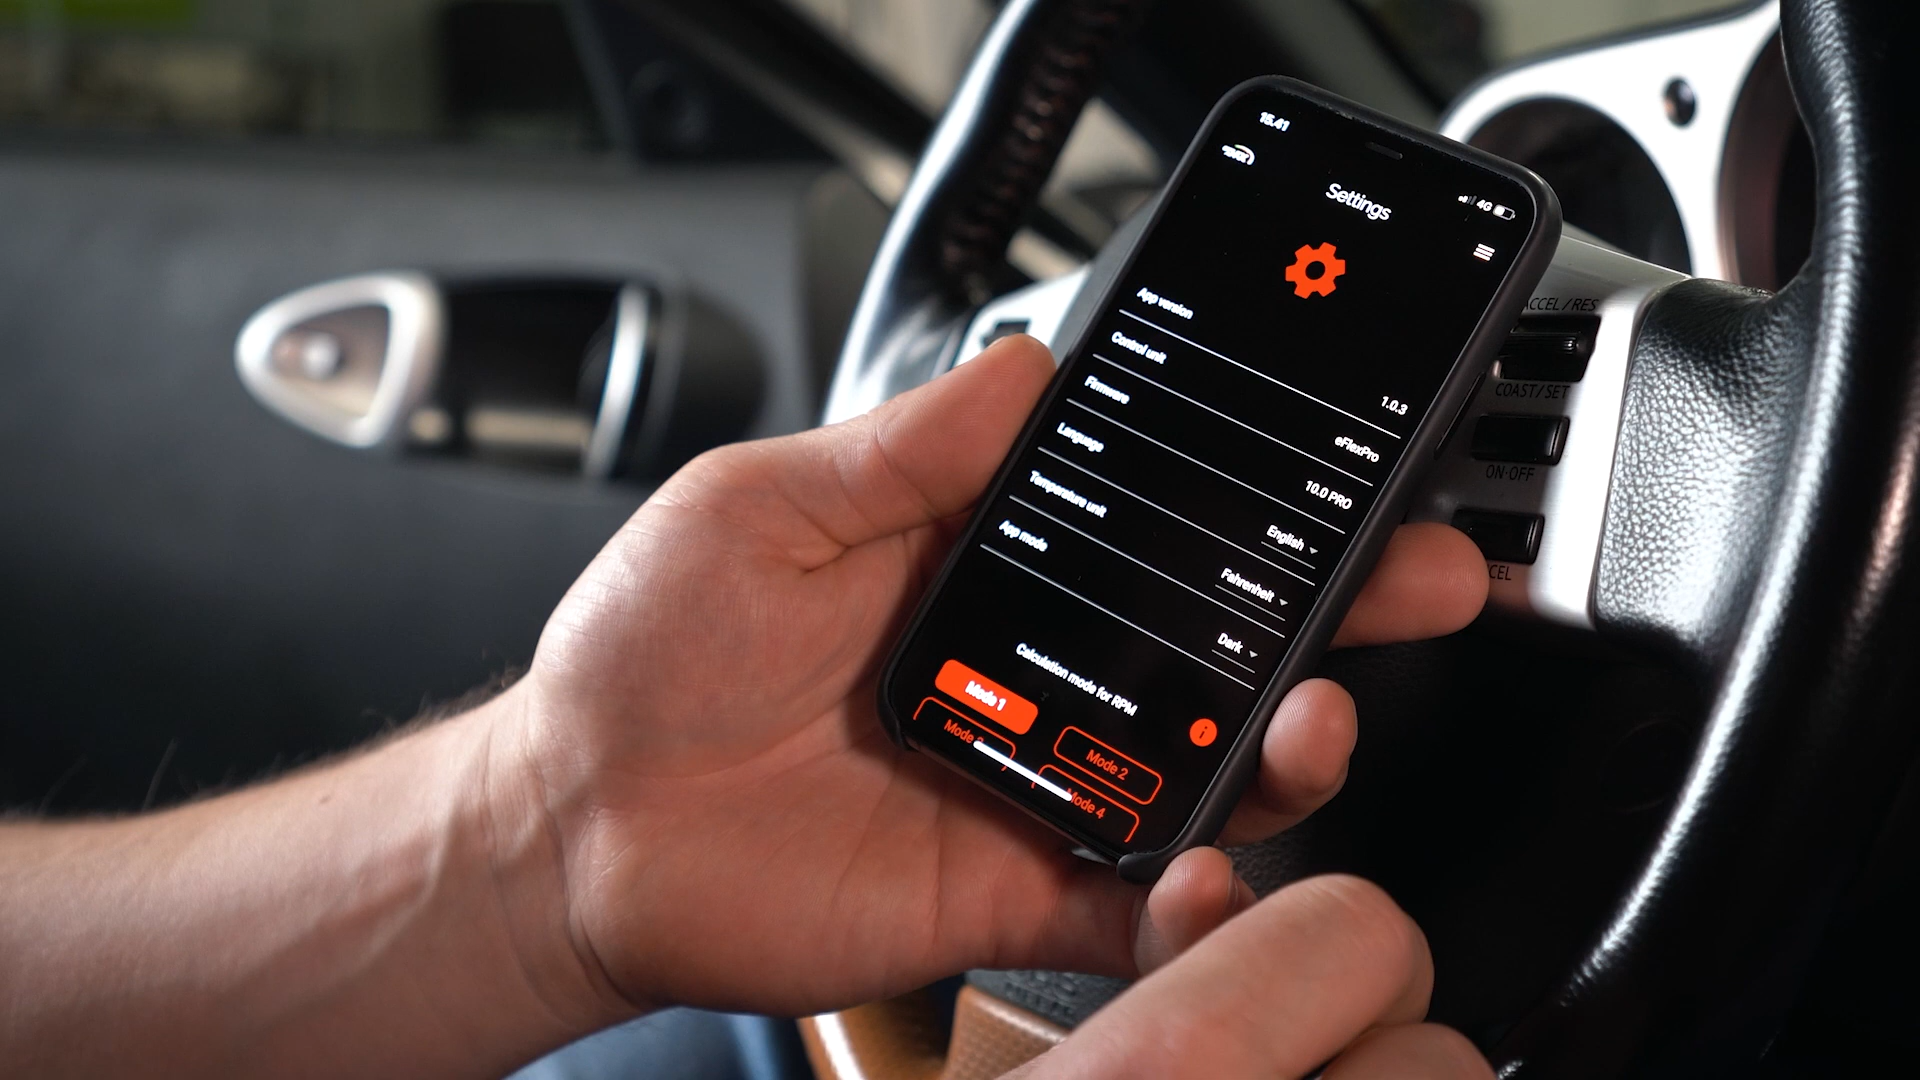 15.41
4G
Settings
App version
1.0.3
Control unit
eFlexPro
Firmware
10.0 PRO
Language
English
Temperature unit
Fahrenheit
App mode
Dark
Calculation mode for RPM
i
Mode 1
Mode 2
Mode
Mode 4
ACCEL/RES
COAST/SET
ON·OFF
CEL